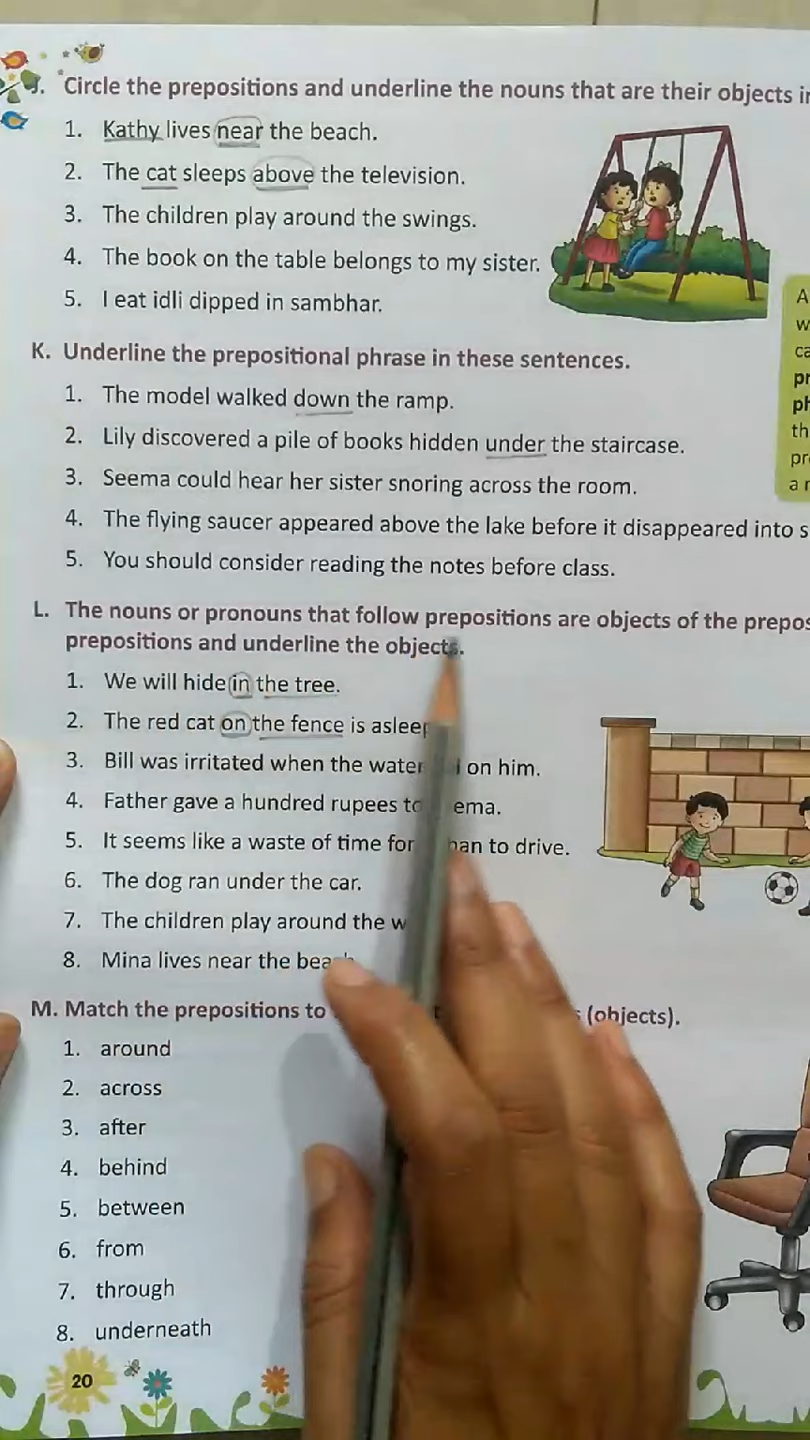 J. Circle the prepositions and underline the nouns that are their objects in
1. Kathy lives near the beach.
2. The cat sleeps above the television.
3. The children play around the swings.
4. The book on the table belongs to my sister.
5. I eat idli dipped in sambhar.
A
w
ca
pr
ph
th
pr
a
K. Underline the prepositional phrase in these sentences.
1. The model walked down the ramp.
2. Lily discovered a pile of books hidden under the staircase.
3. Seema could hear her sister snoring across the room.
4. The flying saucer appeared above the lake before it disappeared into s
5. You should consider reading the notes before class.
L. The nouns or pronouns that follow prepositions are objects of the prepos
prepositions and underline the objects.
1. We will hide in the tree.
2. The red cat on the fence is asleep
3. Bill was irritated when the water on him.
4. Father gave a hundred rupees to ema.
5. It seems like a waste of time for han to drive.
6. The dog ran under the car.
7. The children play around the w
8. Mina lives near the beach
M. Match the prepositions to (objects).
1. around
2. across
3. after
4. behind
5. between
6. from
7. through
8. underneath
20